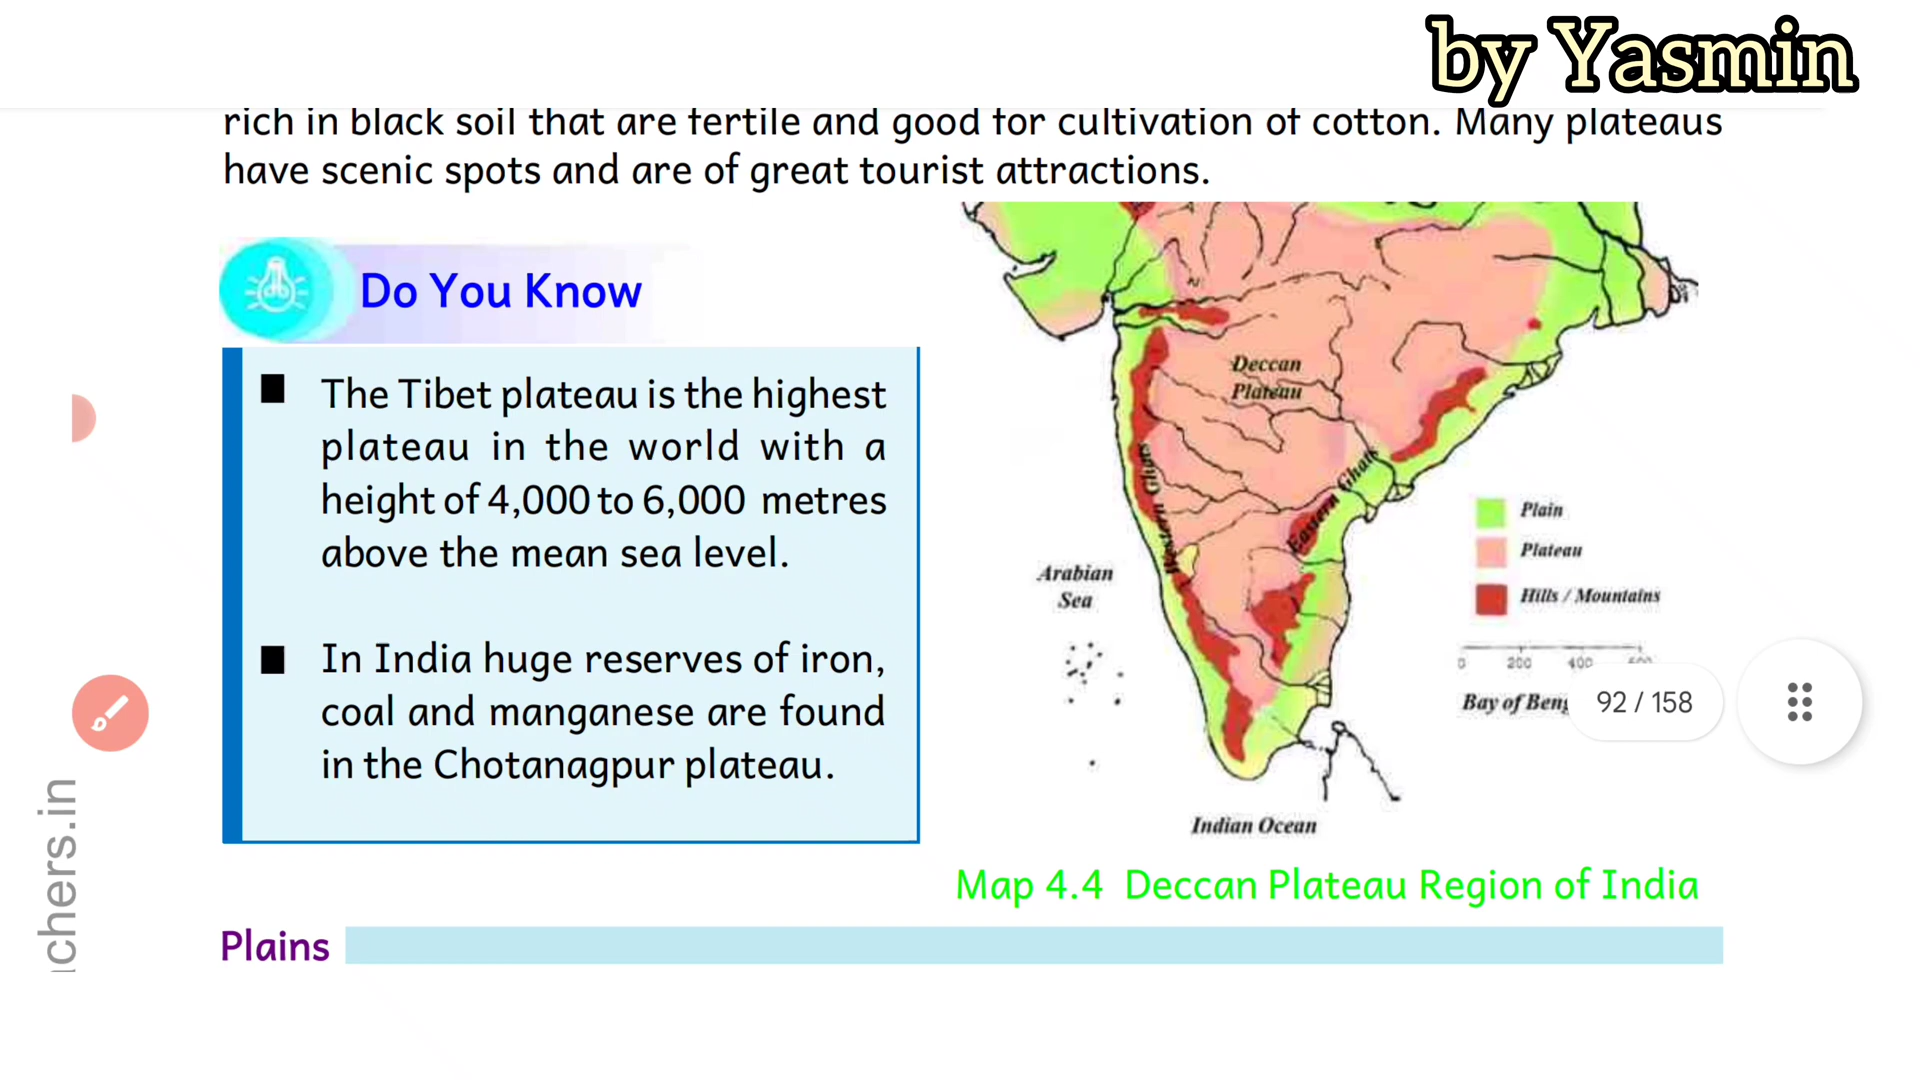 by Yasmin
rich in black soil that are fertile and good for cultivation of cotton. Many plateaus
have scenic spots and are of great tourist attractions.
Do You Know
■ The Tibet plateau is the highest
plateau in the world with a
height of 4,000 to 6,000 metres
above the mean sea level.
■ In India huge reserves of iron,
coal and manganese are found
in the Chotanagpur plateau.
Deccan
Plateau
Western Ghats
Eastern Ghats
Arabian
Sea
Plain
Plateau
Hills / Mountains
0 200 400
Bay of Beng
92 / 158
Indian Ocean
Map 4.4 Deccan Plateau Region of India
Plains
chers.in